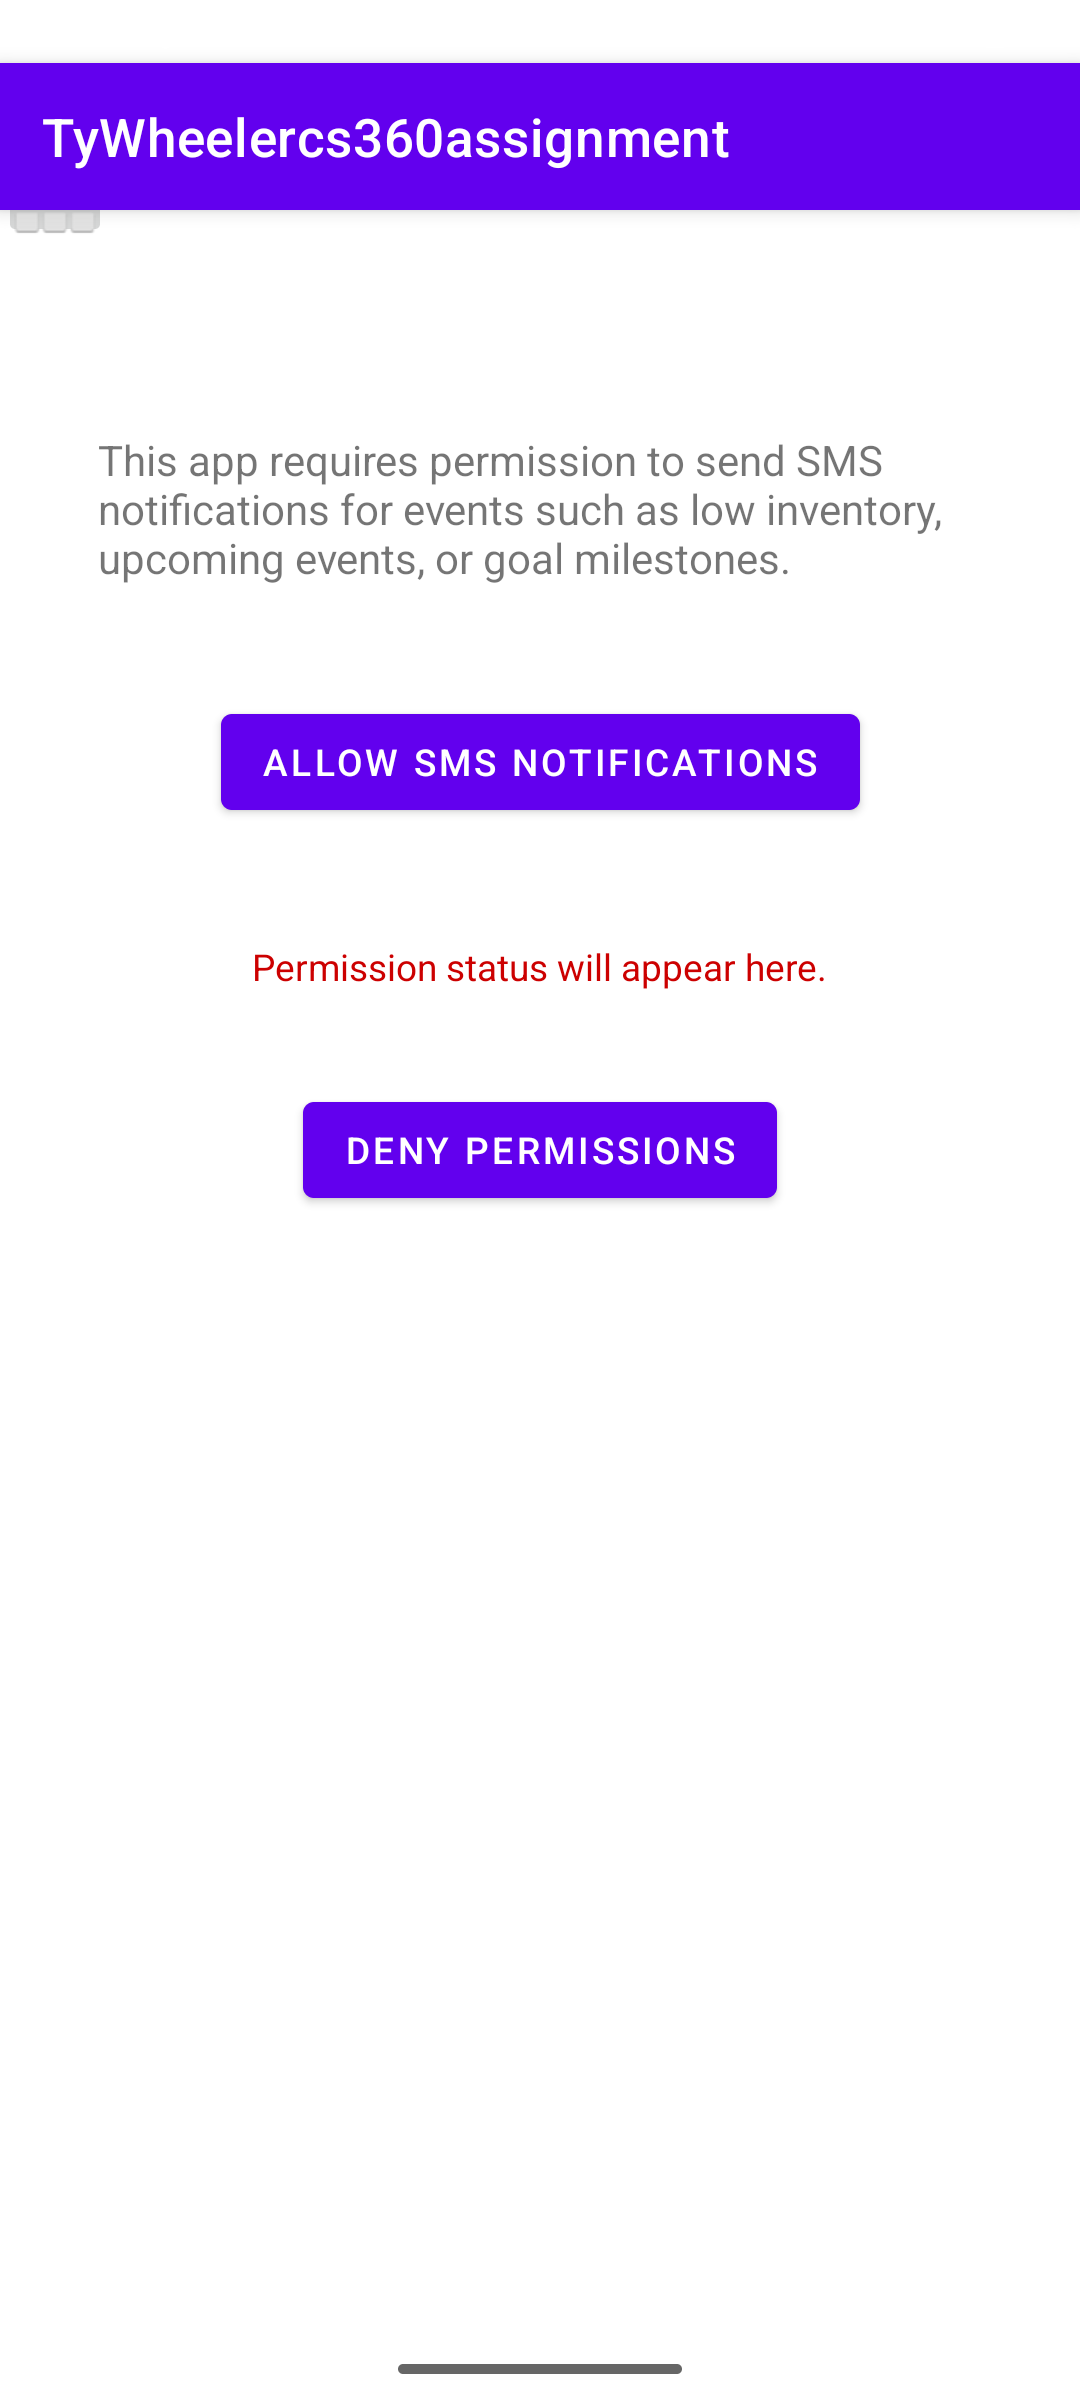 TyWheelercs360assignment
This app requires permission to send SMS
notifications for events such as low inventory,
upcoming events, or goal milestones.
ALLOW SMS NOTIFICATIONS
Permission status will appear here.
DENY PERMISSIONS